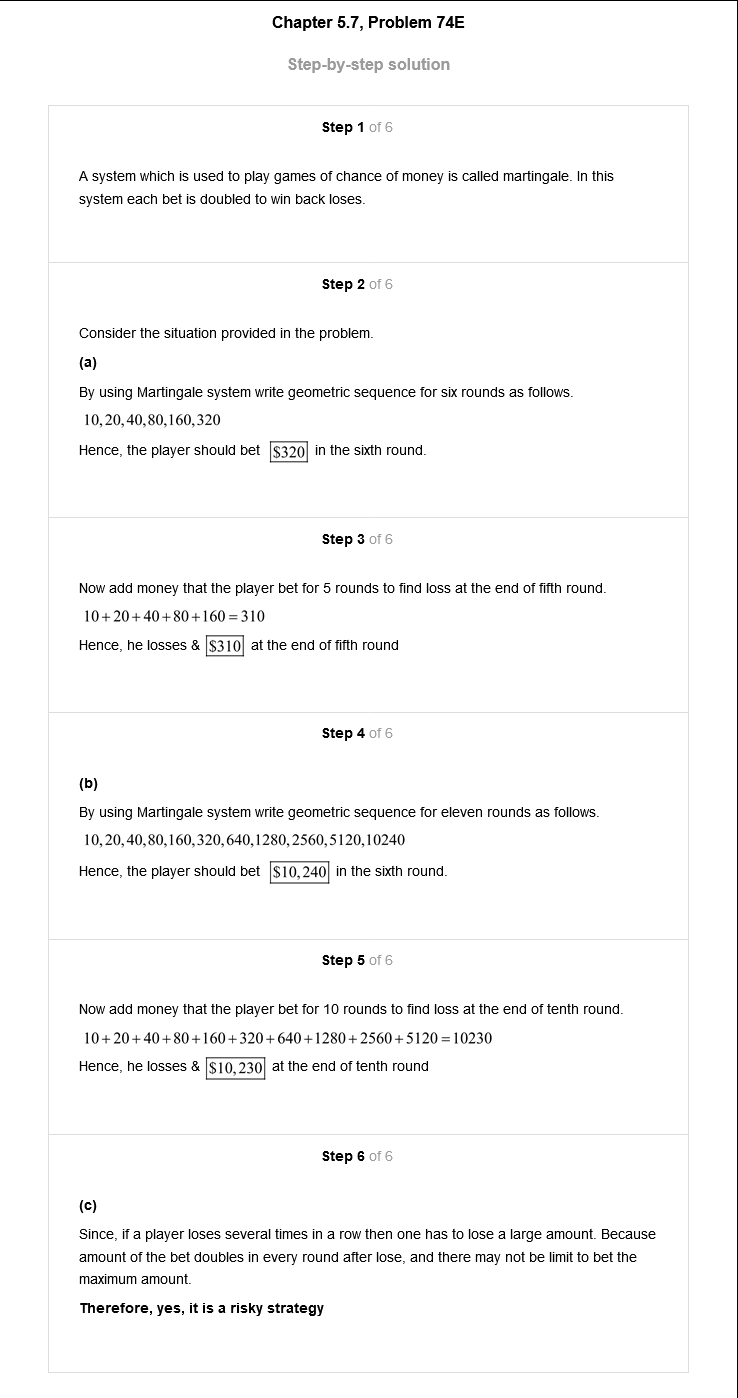 Chapter 5.7, Problem 74E
Step-by-step solution
Step 1 of 6
A system which is used to play games of chance of money is called martingale. In this
system each bet is doubled to win back loses.
Step 2 of 6
Consider the situation provided in the problem.
(a)
By using Martingale system write geometric sequence for six rounds as follows.
10,20,40,80,160,320
Hence, the player should bet $320 in the sixth round.
Step 3 of 6
Now add money that the player bet for 5 rounds to find loss at the end of fifth round.
10+20+40+80+160=310
Hence, he losses & $310 at the end of fifth round
Step 4 of 6
(b)
By using Martingale system write geometric sequence for eleven rounds as follows.
10,20,40,80,160,320,640,1280,2560,5120,10240
Hence, the player should bet $10,240 in the sixth round.
Step 5 of 6
Now add money that the player bet for 10 rounds to find loss at the end of tenth round.
10+20+40+80+160+320+640+1280+2560+5120=10230
Hence, he losses & $10,230 at the end of tenth round
Step 6 of 6
(c)
Since, if a player loses several times in a row then one has to lose a large amount. Because
amount of the bet doubles in every round after lose, and there may not be limit to bet the
maximum amount.
Therefore, yes, it is a risky strategy